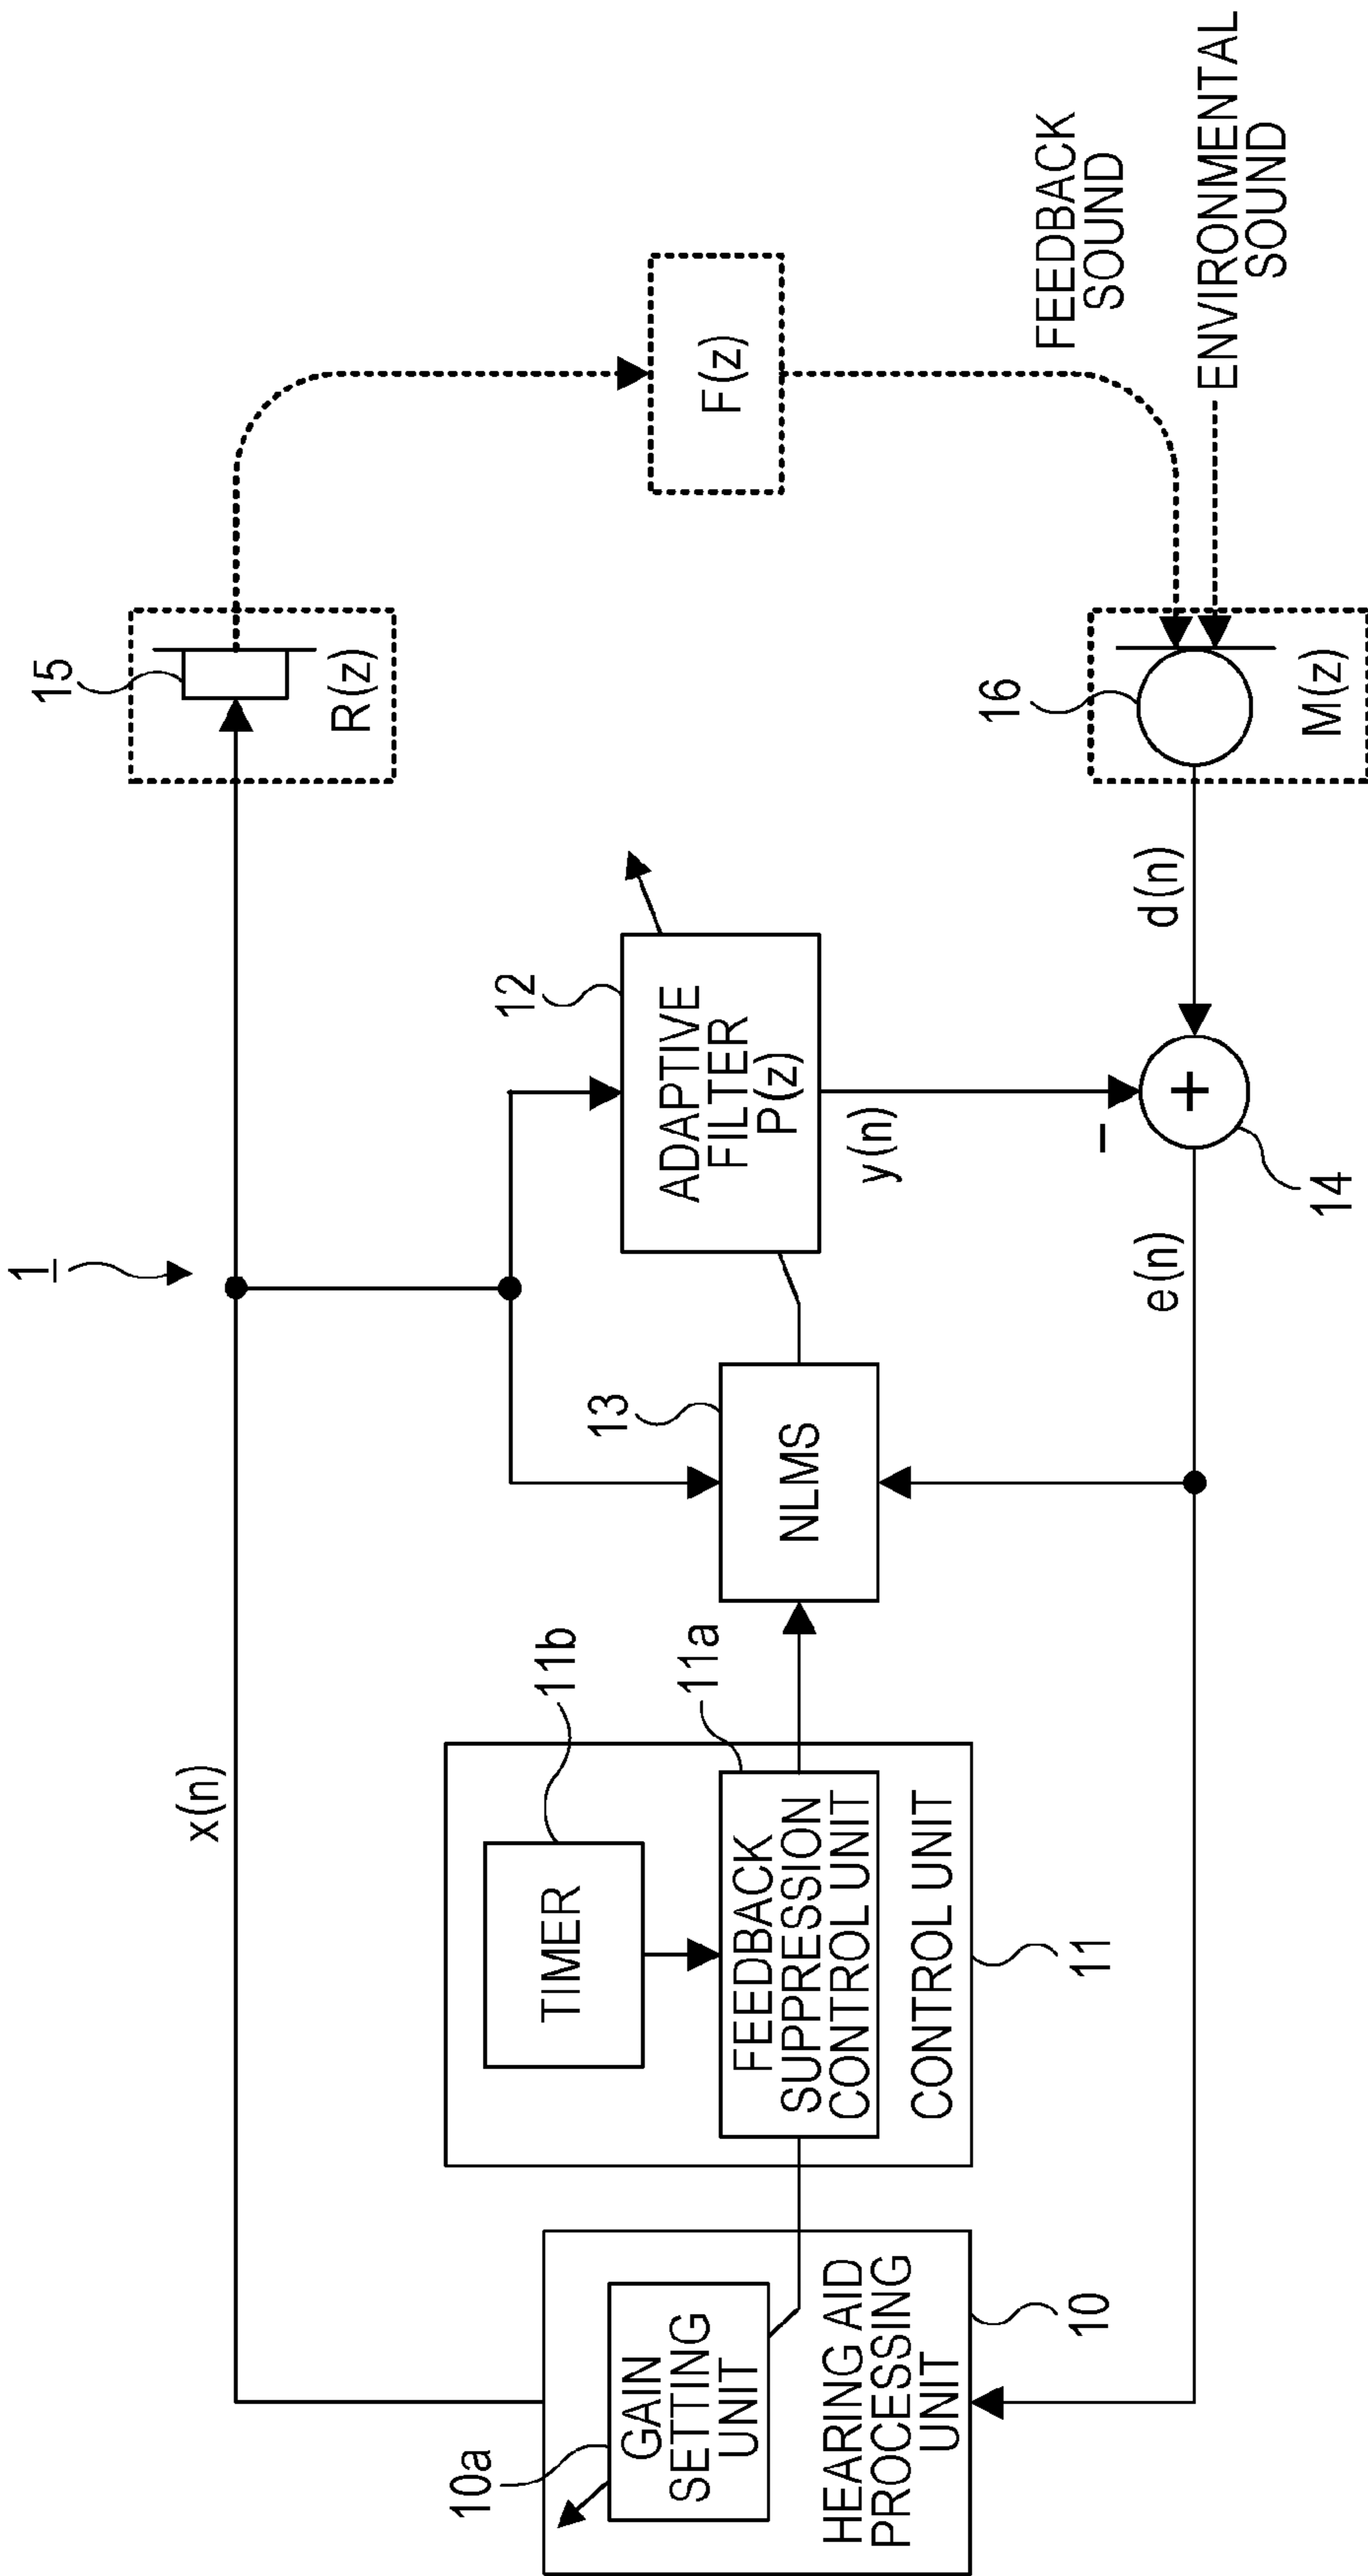 1
x(n)
15
R(z)
10a
GAIN
SETTING
UNIT
HEARING AID
PROCESSING
UNIT
10
11b
TIMER
11a
FEEDBACK
SUPPRESSION
CONTROL UNIT
CONTROL UNIT
11
13
NLMS
12
ADAPTIVE
FILTER
P(z)
y(n)
F(z)
–
+
14
e(n)
d(n)
16
M(z)
FEEDBACK
SOUND
ENVIRONMENTAL
SOUND